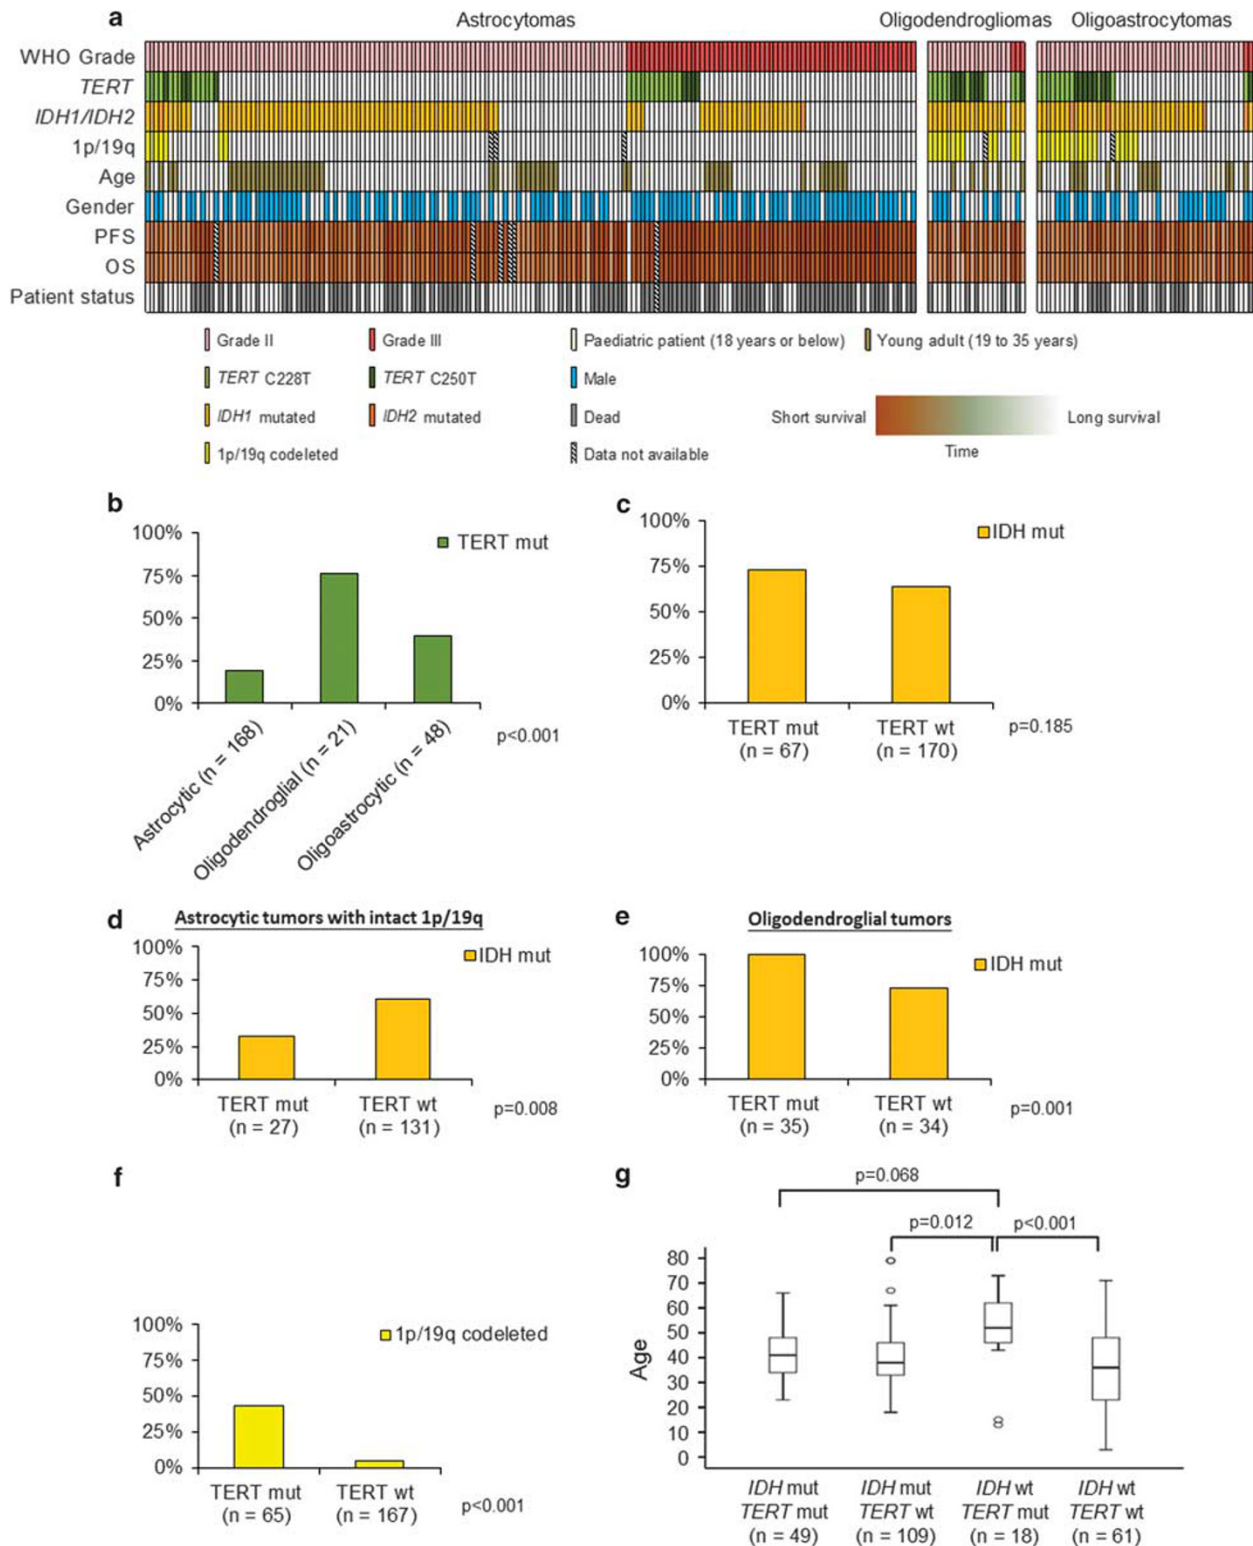 a
Astrocytomas Oligodendrogliomas Oligoastrocytomas
WHO Grade
TERT
IDH1/IDH2
1p/19q
Age
Gender
PFS
OS
Patient status
Grade II Grade III Paediatric patient (18 years or below) Young adult (19 to 35 years)
TERT C228T TERT C250T Male
IDH1 mutated IDH2 mutated Dead Short survival Long survival
1p/19q codeleted Data not available Time
b
100%
75%
50%
25%
0%
TERT mut
Astrocytic (n = 168)
Oligodendroglial (n = 21)
Oligoastrocytic (n = 48)
p<0.001
c
100%
75%
50%
25%
0%
IDH mut
TERT mut TERT wt
(n = 67) (n = 170)
p=0.185
d
Astrocytic tumors with intact 1p/19q
100%
75%
50%
25%
0%
IDH mut
TERT mut TERT wt
(n = 27) (n = 131)
p=0.008
e
Oligodendroglial tumors
100%
75%
50%
25%
0%
IDH mut
TERT mut TERT wt
(n = 35) (n = 34)
p=0.001
f
100%
75%
50%
25%
0%
1p/19q codeleted
TERT mut TERT wt
(n = 65) (n = 167)
p<0.001
g
p=0.068
p=0.012 p<0.001
Age
80
70
60
50
40
30
20
10
0
IDH mut IDH mut IDH wt IDH wt
TERT mut TERT wt TERT mut TERT wt
(n = 49) (n = 109) (n = 18) (n = 61)